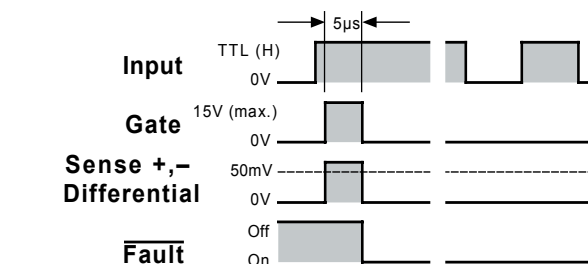 5µs
Input
TTL (H)
0V
Gate
15V (max.)
0V
Sense +,–
Differential
50mV
0V
Fault
Off
On